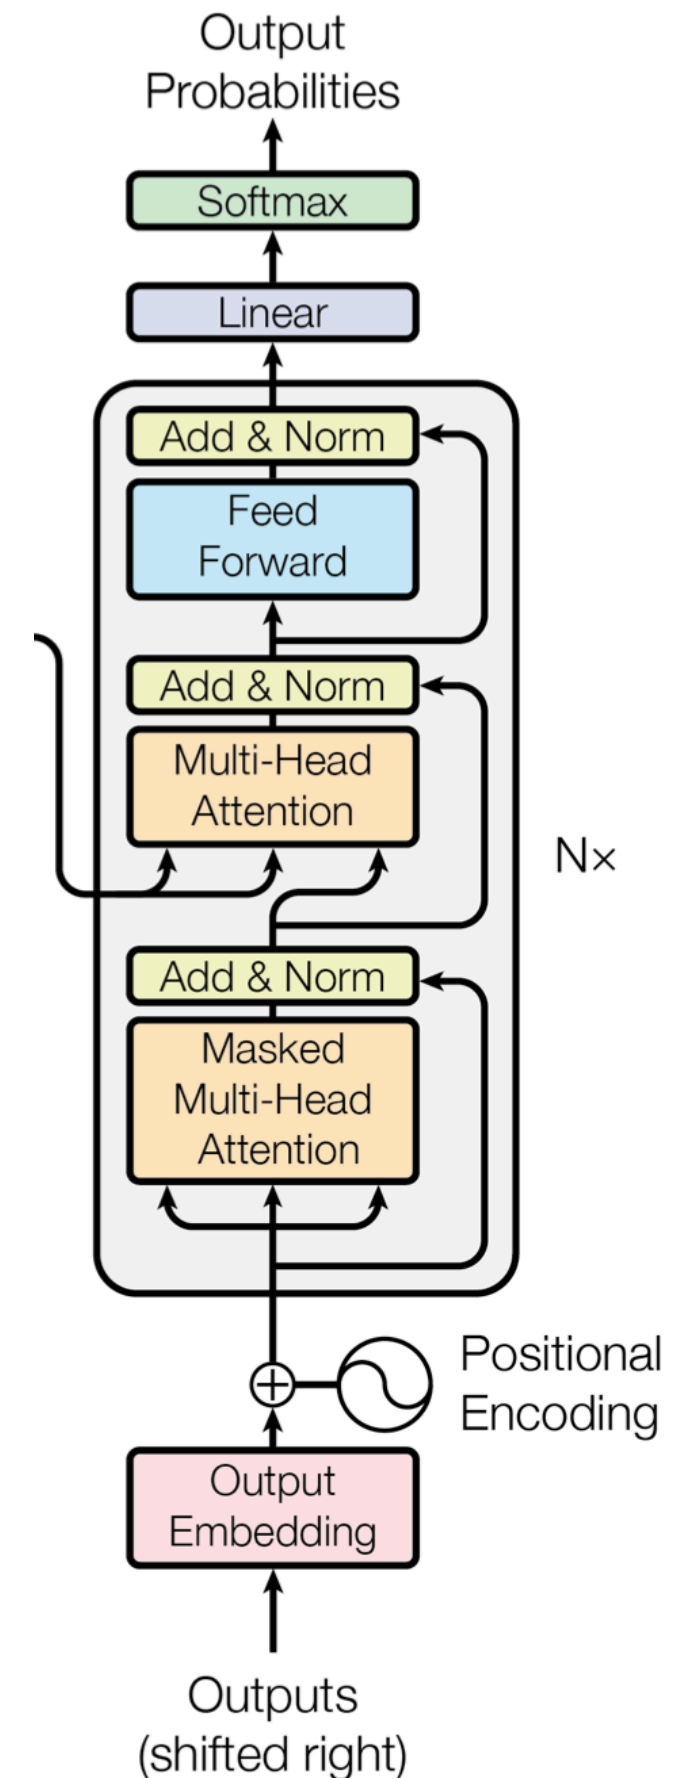 Output
Probabilities
Softmax
Linear
Add & Norm
Feed
Forward
Add & Norm
Multi-Head
Attention
N×
Add & Norm
Masked
Multi-Head
Attention
Positional
Encoding
Output
Embedding
Outputs
(shifted right)